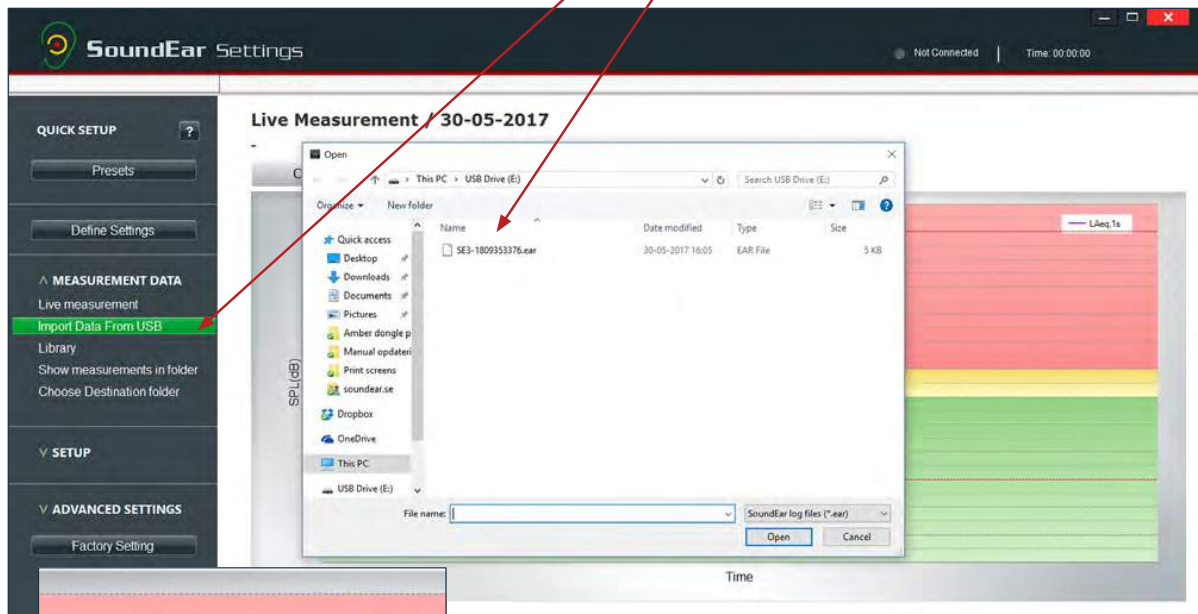 SoundEar Settings
Not Connected | Time: 00:00:00
QUICK SETUP ?
Presets
Define Settings
MEASUREMENT DATA
Live measurement
Import Data From USB
Library
Show measurements in folder
Choose Destination folder
SETUP
ADVANCED SETTINGS
Factory Setting
Live Measurement / 30-05-2017
-
Open
This PC > USB Drive (E:)
Search USB Drive (E:)
Organize New folder
Name Date modified Type Size
SE3-1809353376.ear 30-05-2017 16:05 EAR File 5 KB
Quick access
Desktop
Downloads
Documents
Pictures
Amber dongle p
Manual opdateri
Print screens
soundear.se
Dropbox
OneDrive
This PC
USB Drive (E:)
File name:
SoundEar log files (*.ear)
Open Cancel
LAeq,1s
SPL(dB)
Time